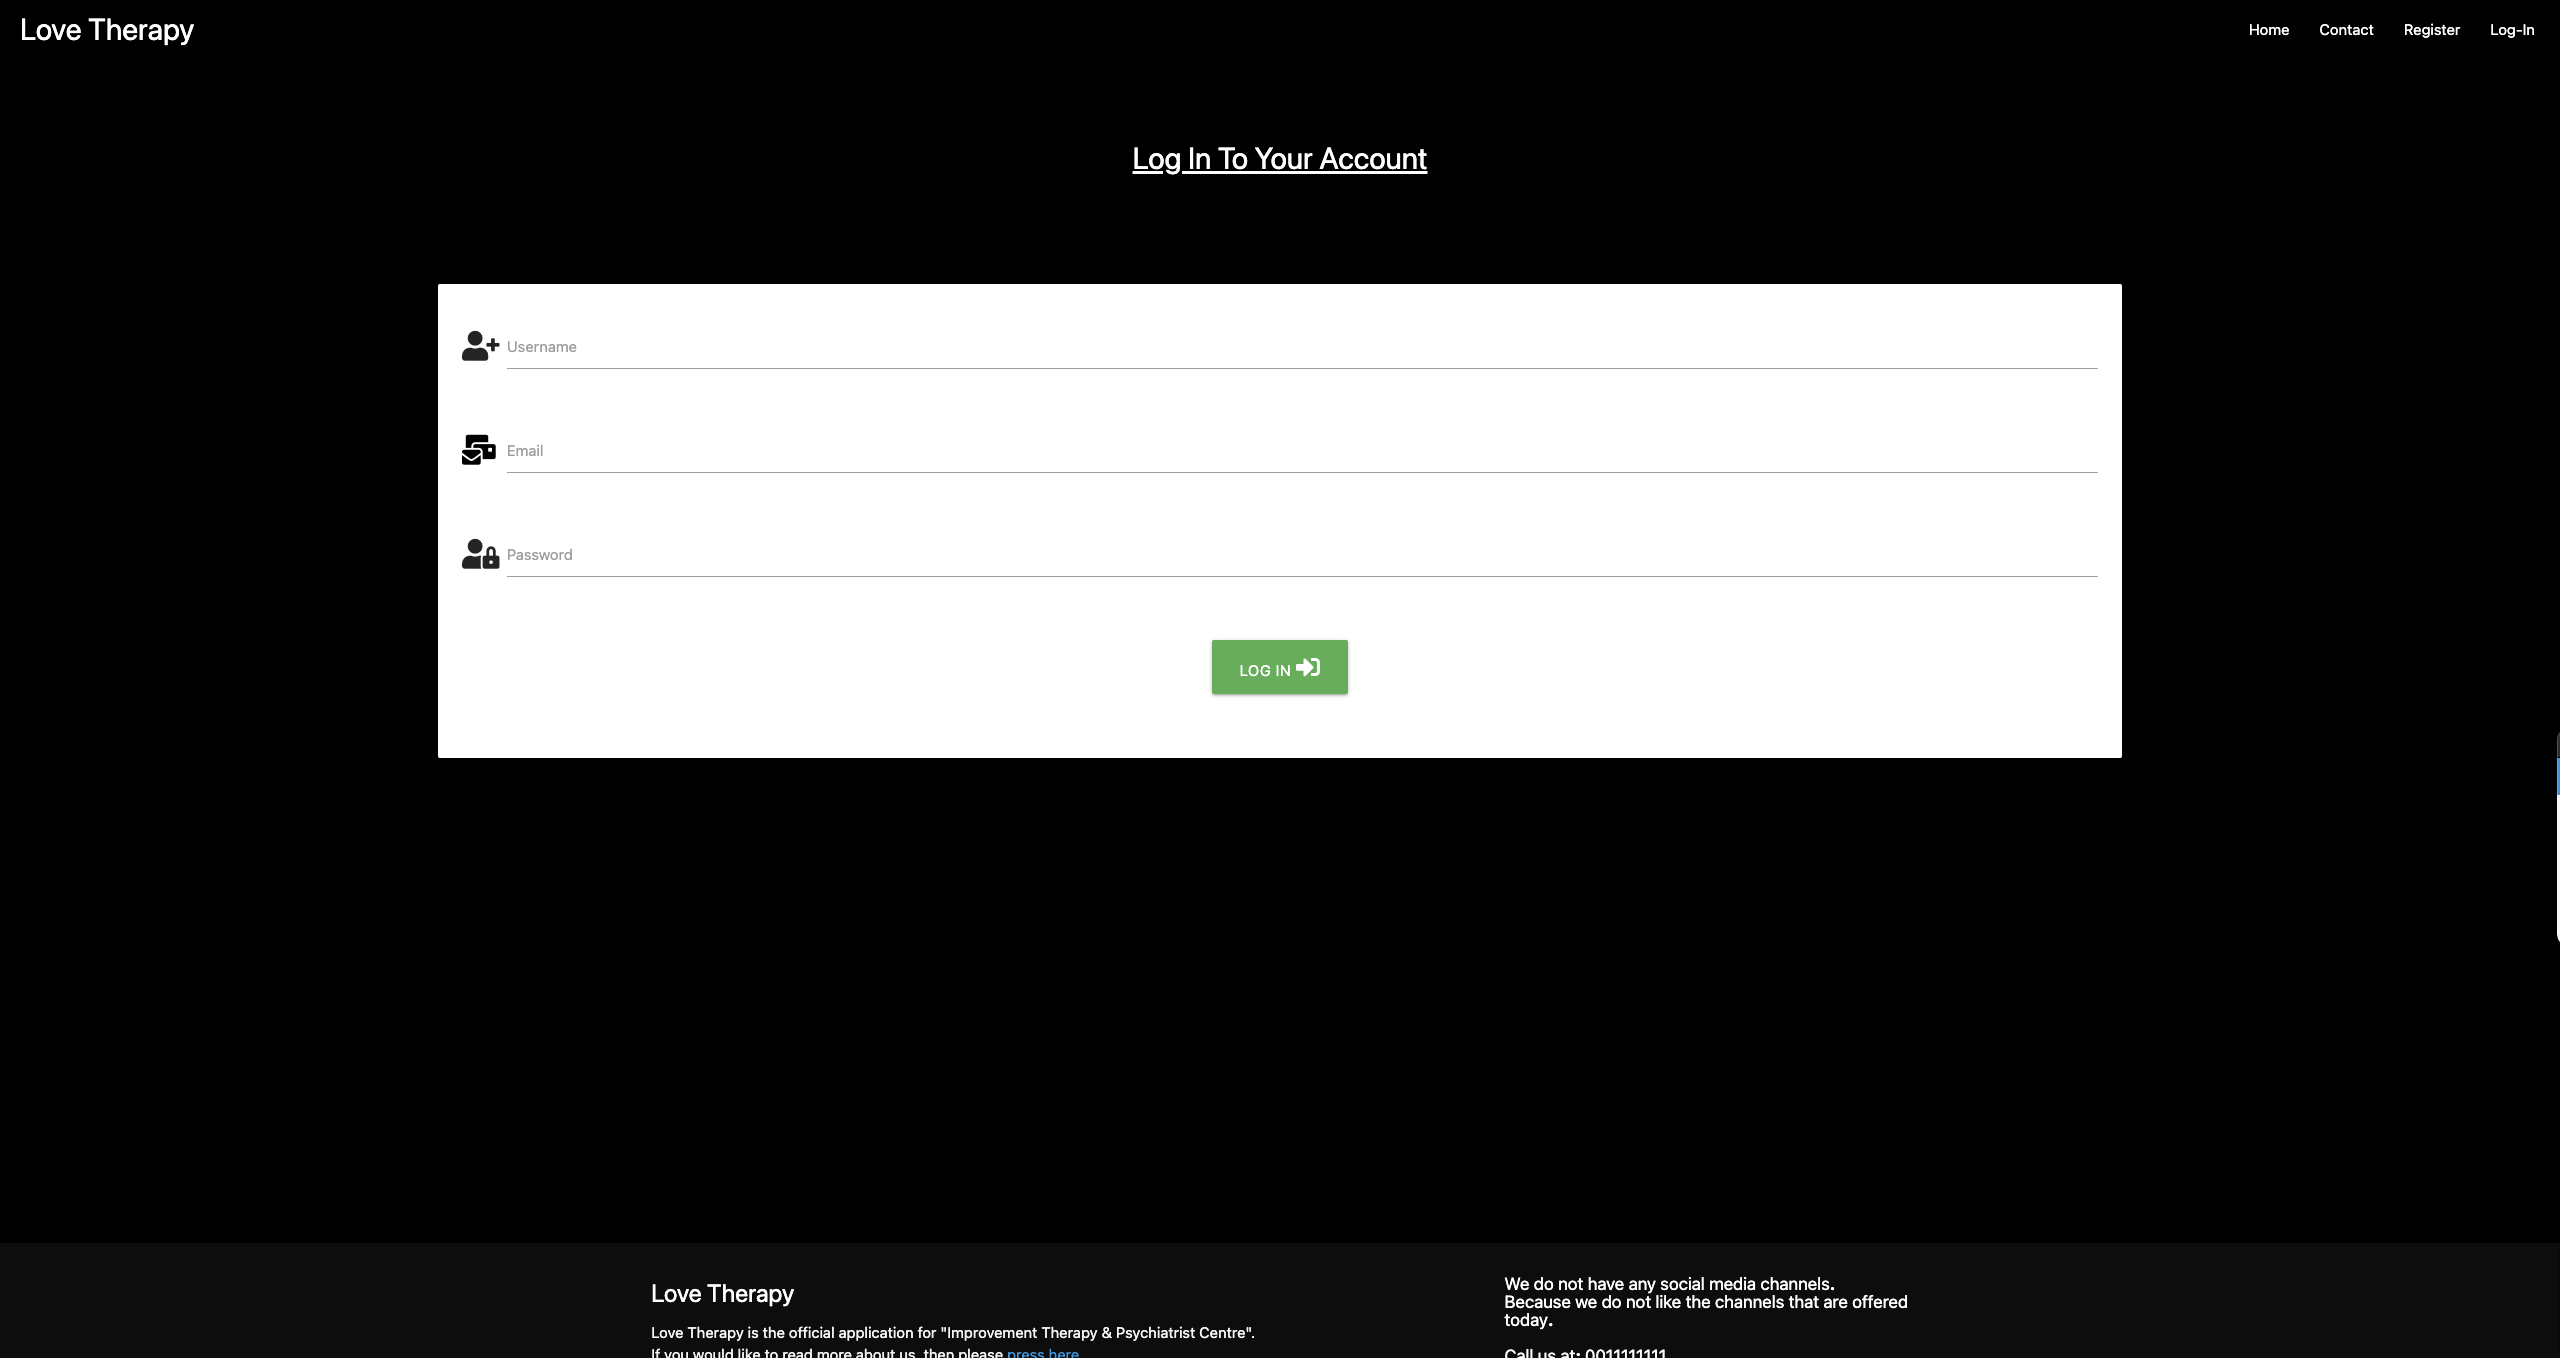 Love Therapy
Home
Contact
Register
Log-In
Log In To Your Account
Username
Email
Password
LOG IN
Love Therapy
Love Therapy is the official application for "Improvement Therapy & Psychiatrist Centre".
If you would like to read more about us, then please press here
We do not have any social media channels.
Because we do not like the channels that are offered
today.
Call us at: 0011111111